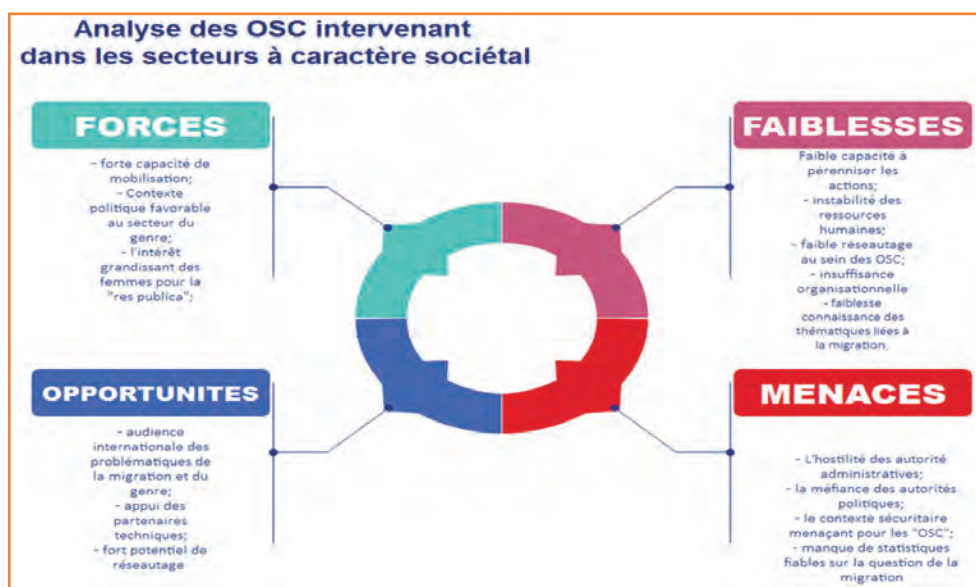 Analyse des OSC intervenant
dans les secteurs à caractère sociétal
FORCES
- forte capacité de
mobilisation;
- Contexte
politique favorable
au secteur du
genre;
- l'intérêt
grandissant des
femmes pour la
"res publica";
FAIBLESSES
Faible capacité à
pérenniser les
actions;
- instabilité des
ressources
humaines;
- faible réseautage
au sein des OSC;
- insuffisance
organisationnelle
- faiblesse
connaissance des
thématiques liées à
la migration.
OPPORTUNITES
- audience
internationale des
problématiques de
la migration et du
genre;
- appui des
partenaires
techniques;
- fort potentiel de
réseautage
MENACES
- L'hostilité des autorité
administratives;
- la méfiance des autorités
politiques;
- le contexte sécuritaire
menaçant pour les "OSC";
- manque de statistiques
fiables sur la question de la
migration